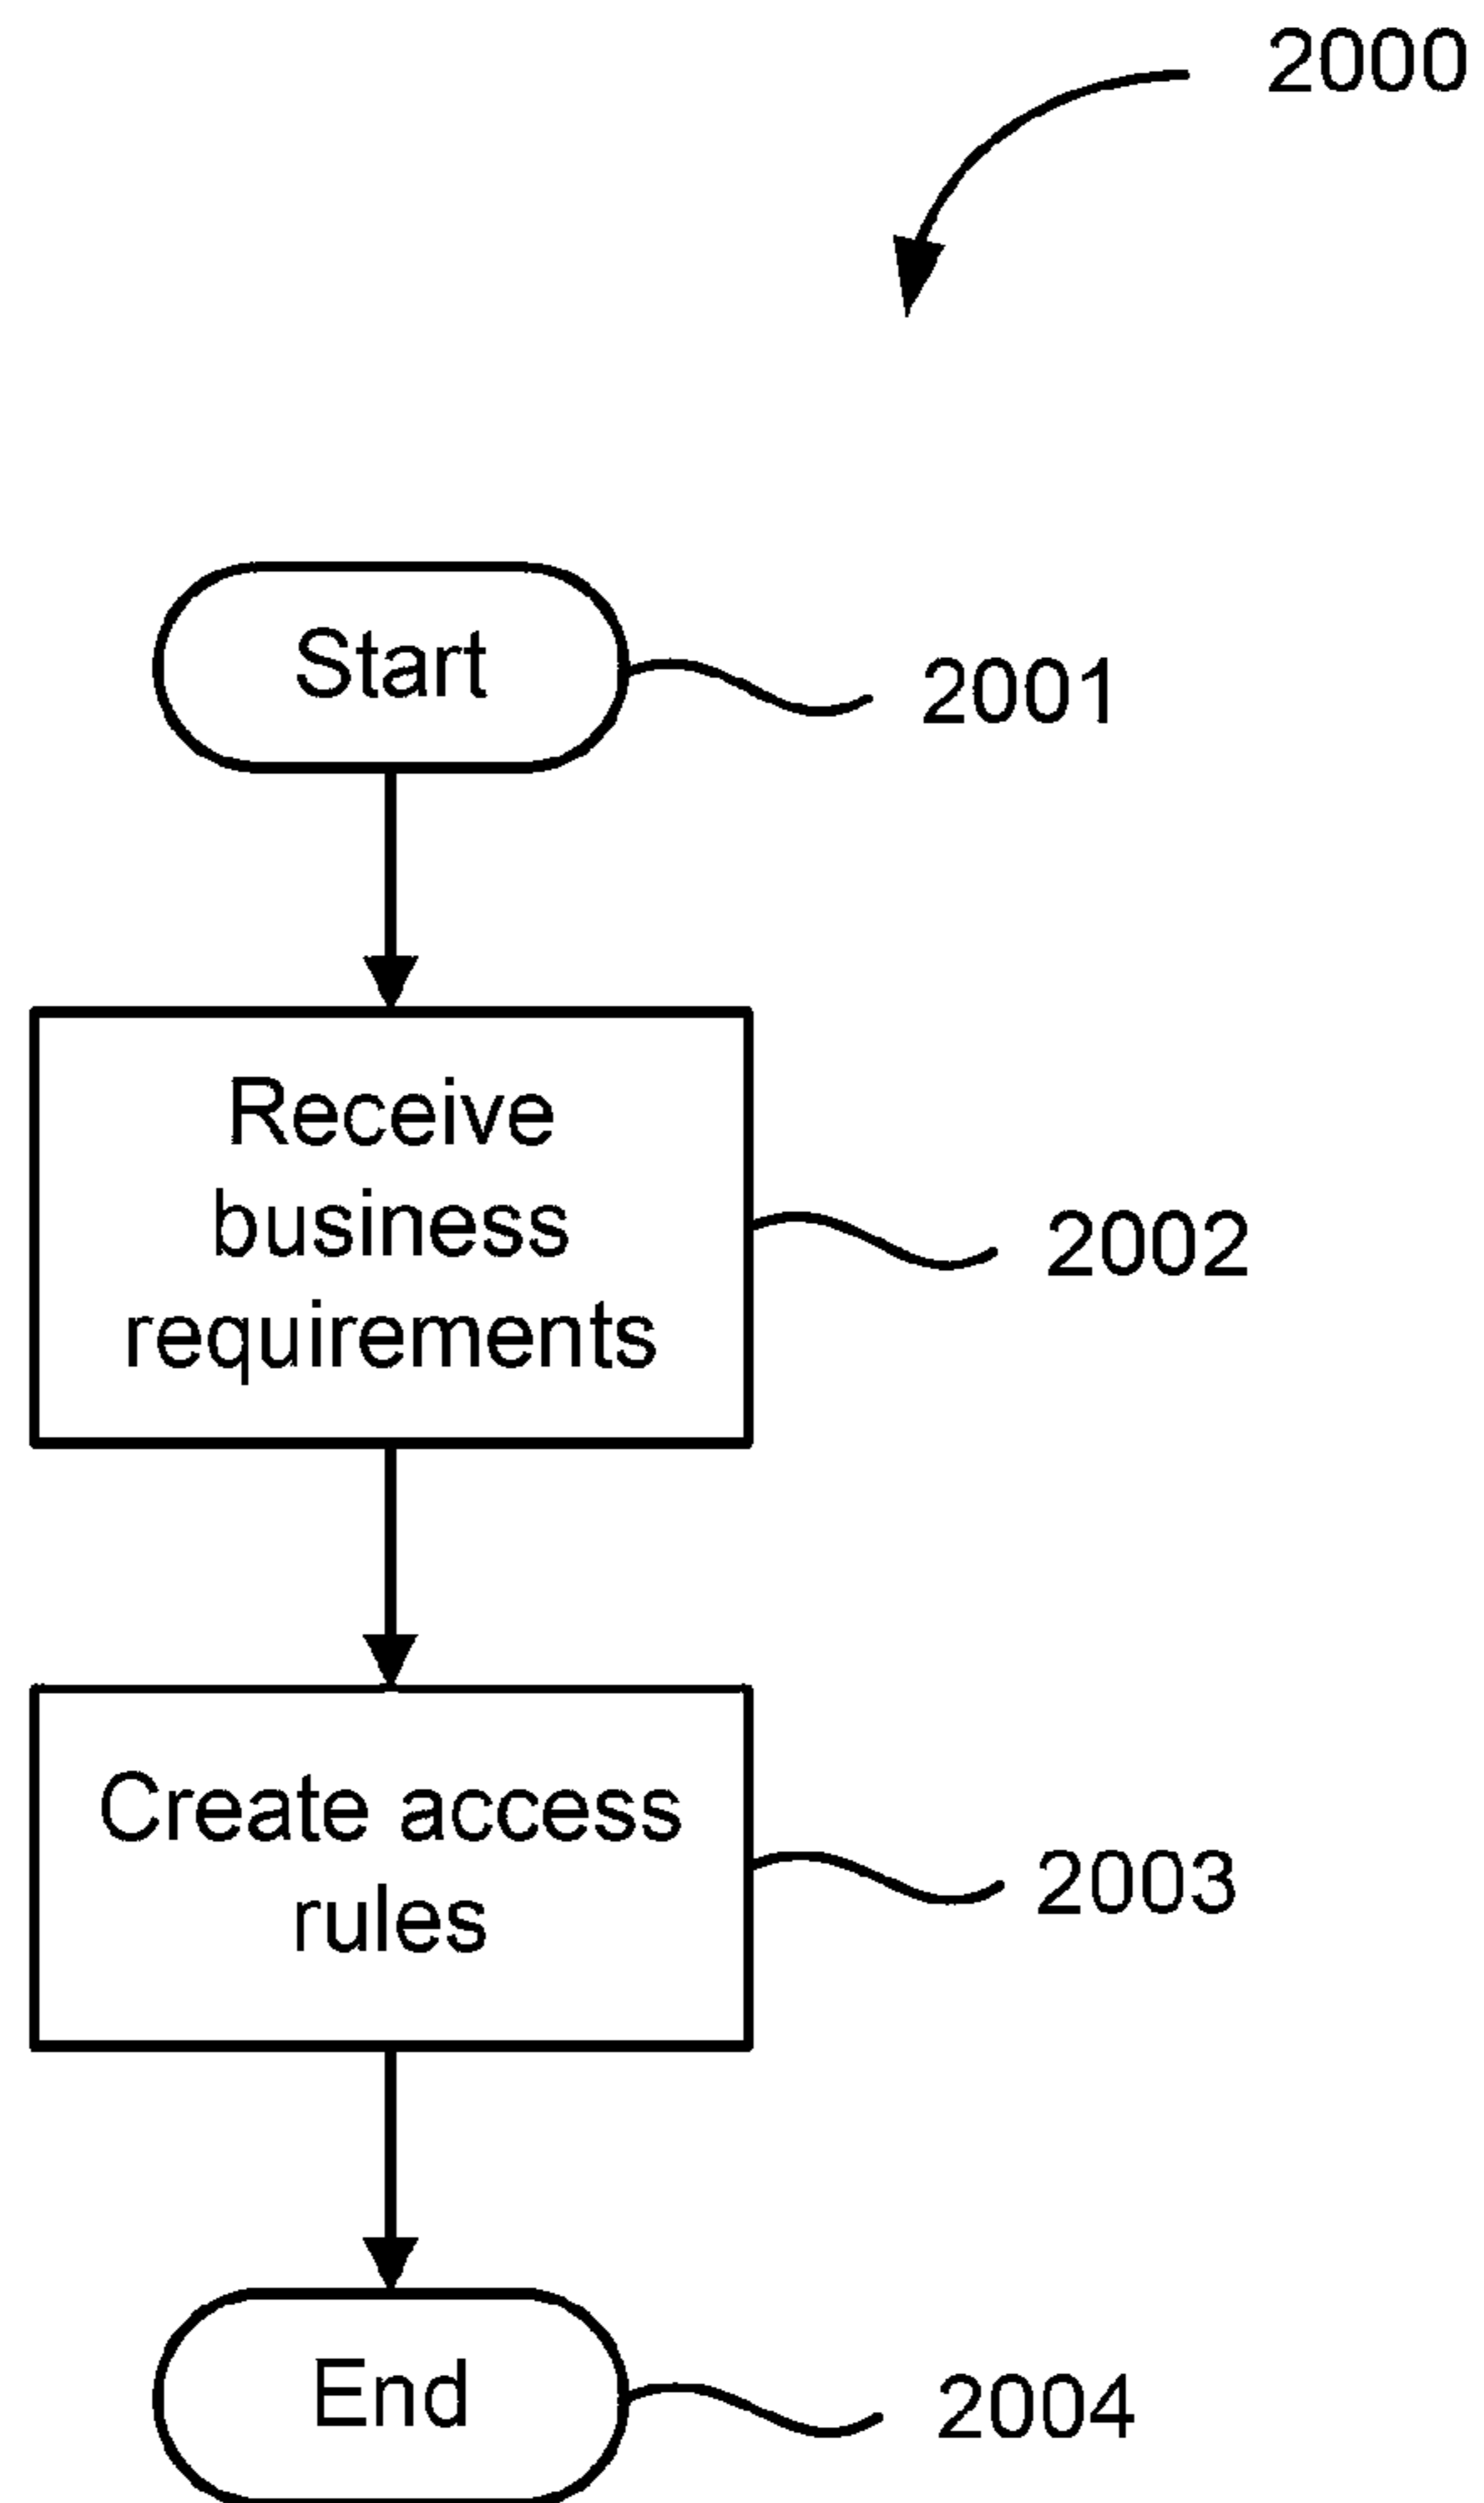 2000
Start
2001
Receive
business
requirements
2002
Create access
rules
2003
End
2004